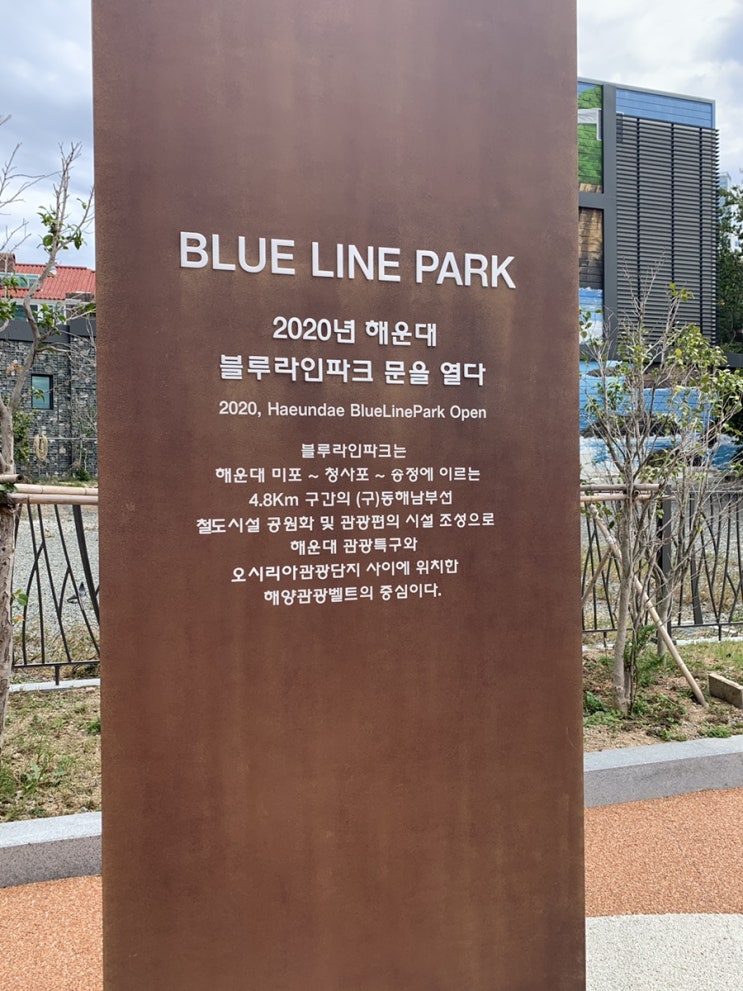 BLUE LINE PARK
2020년 해운대
블루라인파크 문을 열다
2020, Haeundae BlueLinePark Open
블루라인파크는
해운대 미포 ~ 청사포 ~ 송정에 이르는
4.8Km 구간의 (구)동해남부선
철도시설 공원화 및 관광편의 시설 조성으로
해운대 관광특구와
오시리아관광단지 사이에 위치한
해양관광벨트의 중심이다.